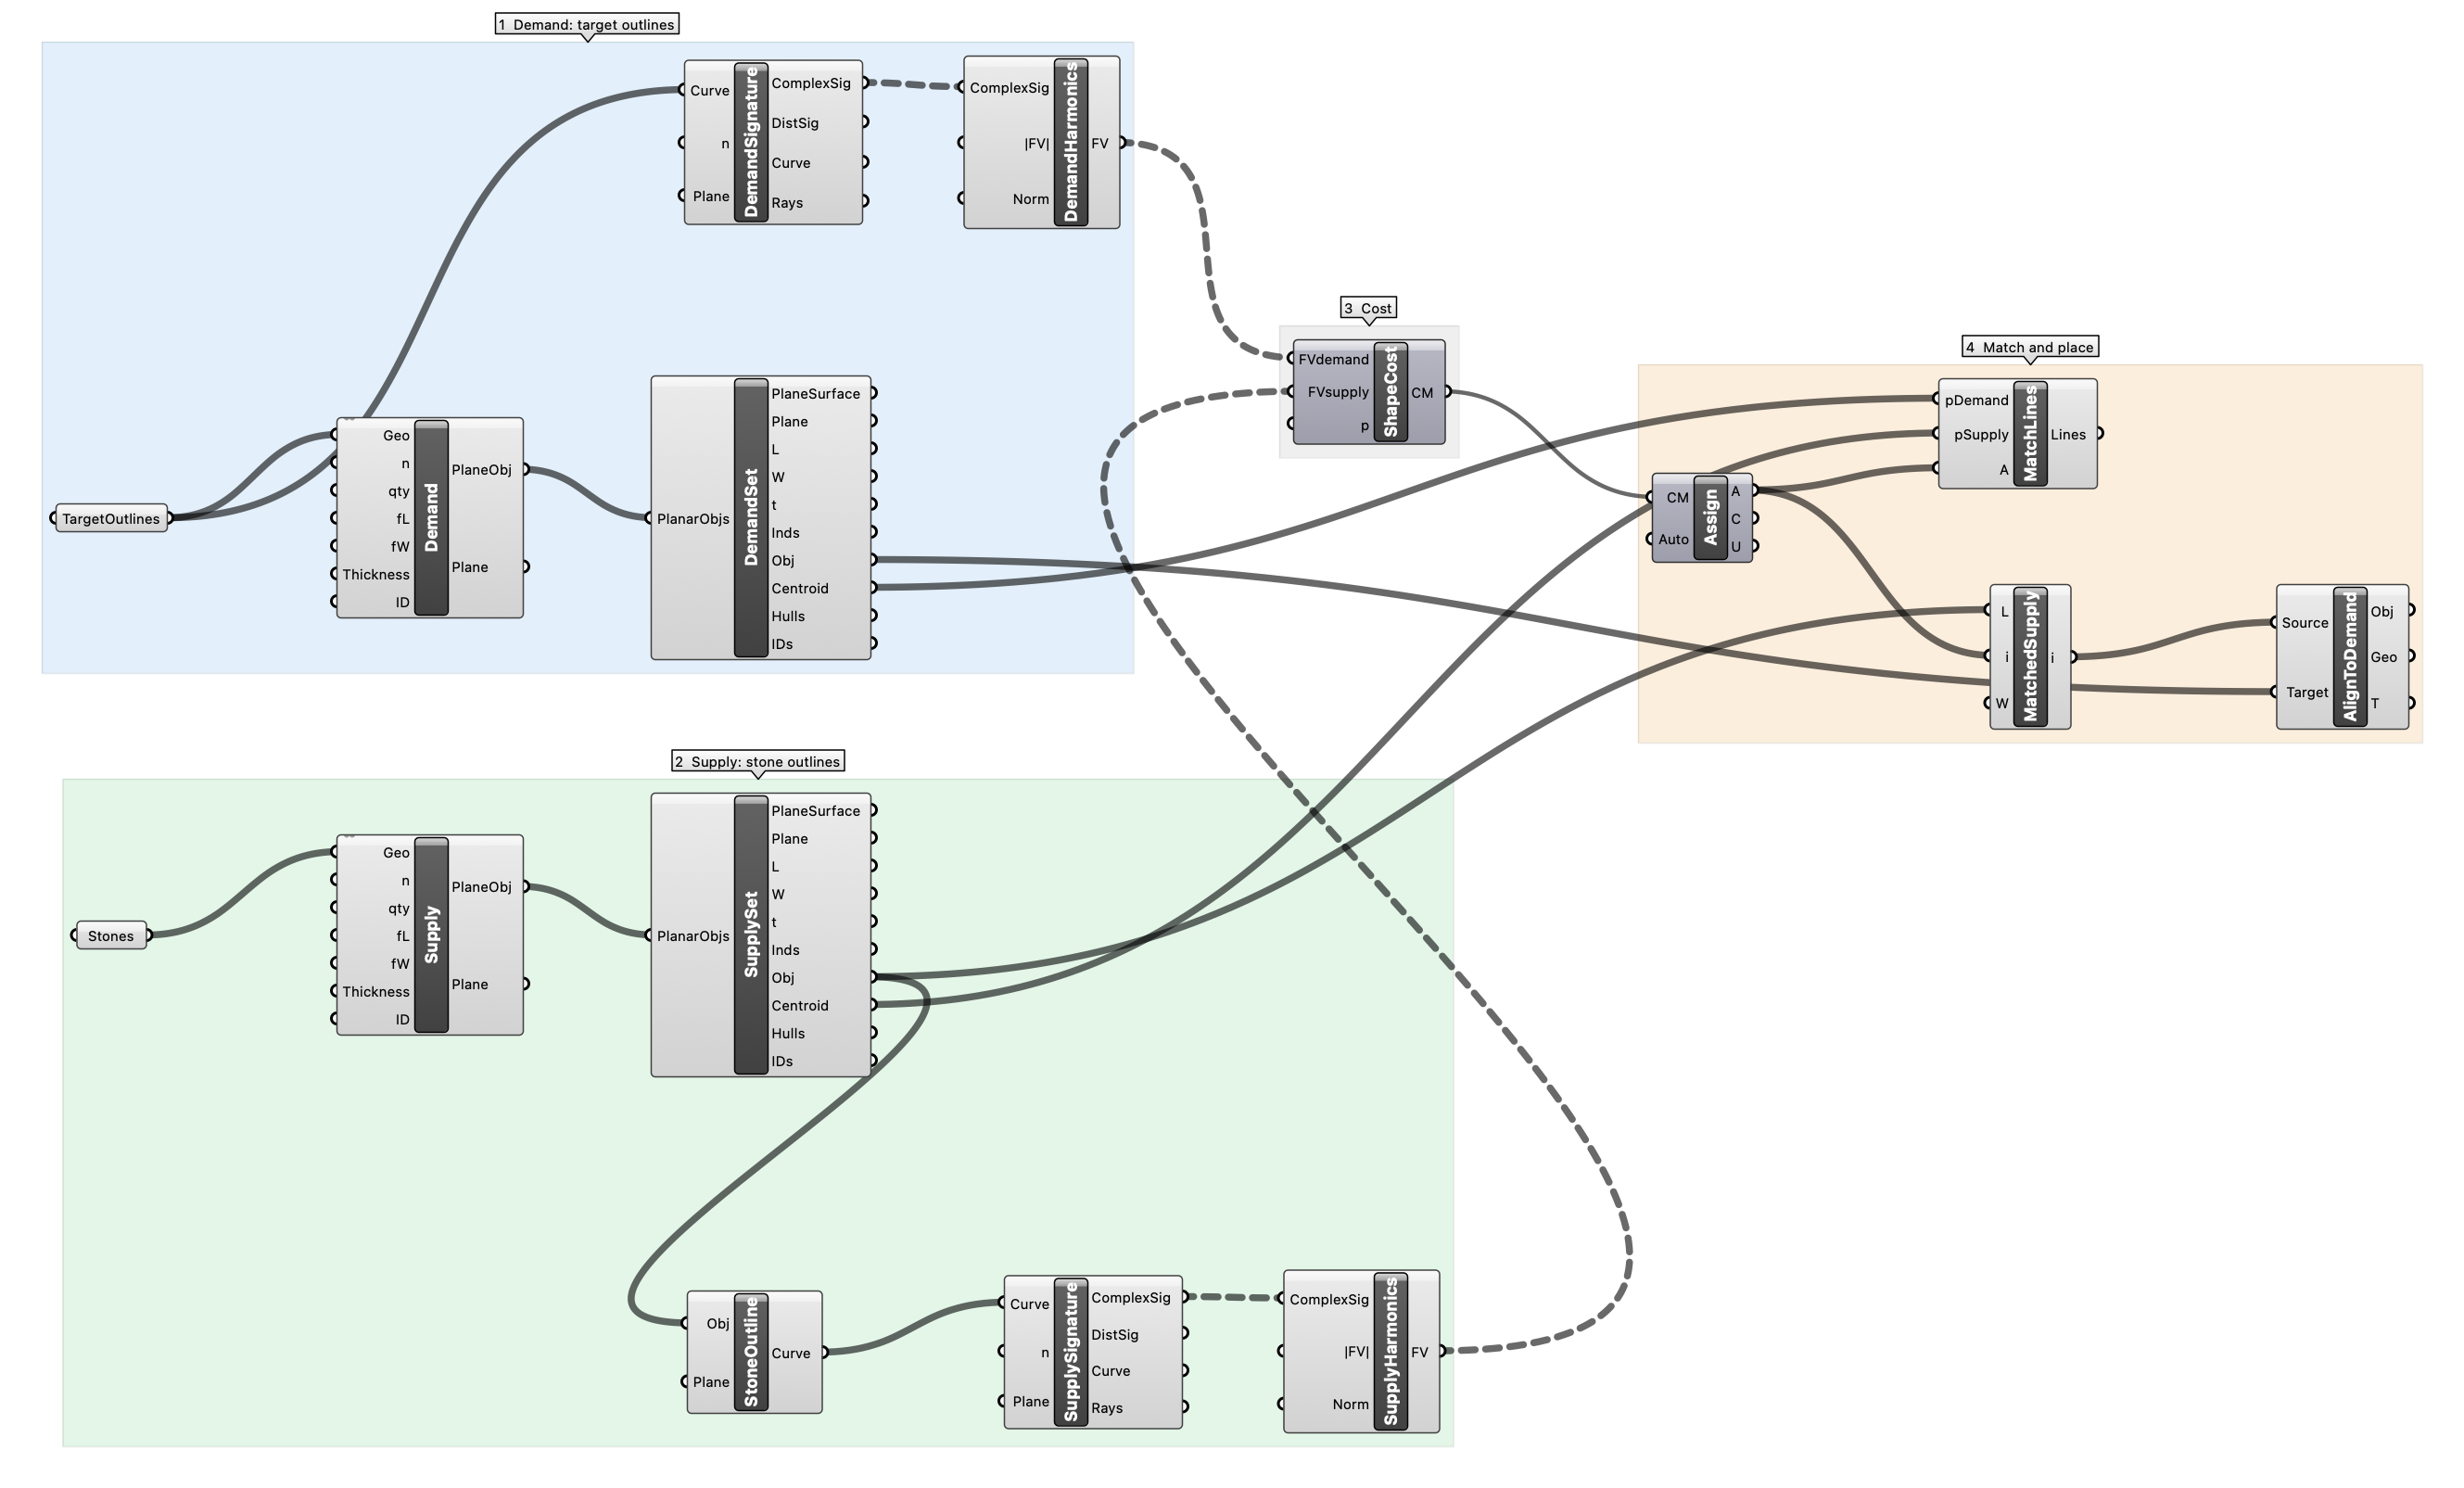 1 Demand: target outlines
Curve
n
Plane
DemandSignature
ComplexSig
DistSig
Curve
Rays
ComplexSig
|FV|
Norm
DemandHarmonics
FV
TargetOutlines
Geo
n
qty
fL
fW
Thickness
ID
Demand
PlaneObj
Plane
PlanarObjs
DemandSet
PlaneSurface
Plane
L
W
t
Inds
Obj
Centroid
Hulls
IDs
3 Cost
FVdemand
FVsupply
p
ShapeCost
CM
4 Match and place
pDemand
pSupply
A
MatchLines
Lines
CM
Auto
Assign
A
C
U
L
i
W
MatchedSupply
i
Source
Target
AlignToDemand
Obj
Geo
T
2 Supply: stone outlines
Stones
Geo
n
qty
fL
fW
Thickness
ID
Supply
PlaneObj
Plane
PlanarObjs
SupplySet
PlaneSurface
Plane
L
W
t
Inds
Obj
Centroid
Hulls
IDs
Obj
Plane
StoneOutline
Curve
Curve
n
Plane
SupplySignature
ComplexSig
DistSig
Curve
Rays
ComplexSig
|FV|
Norm
SupplyHarmonics
FV